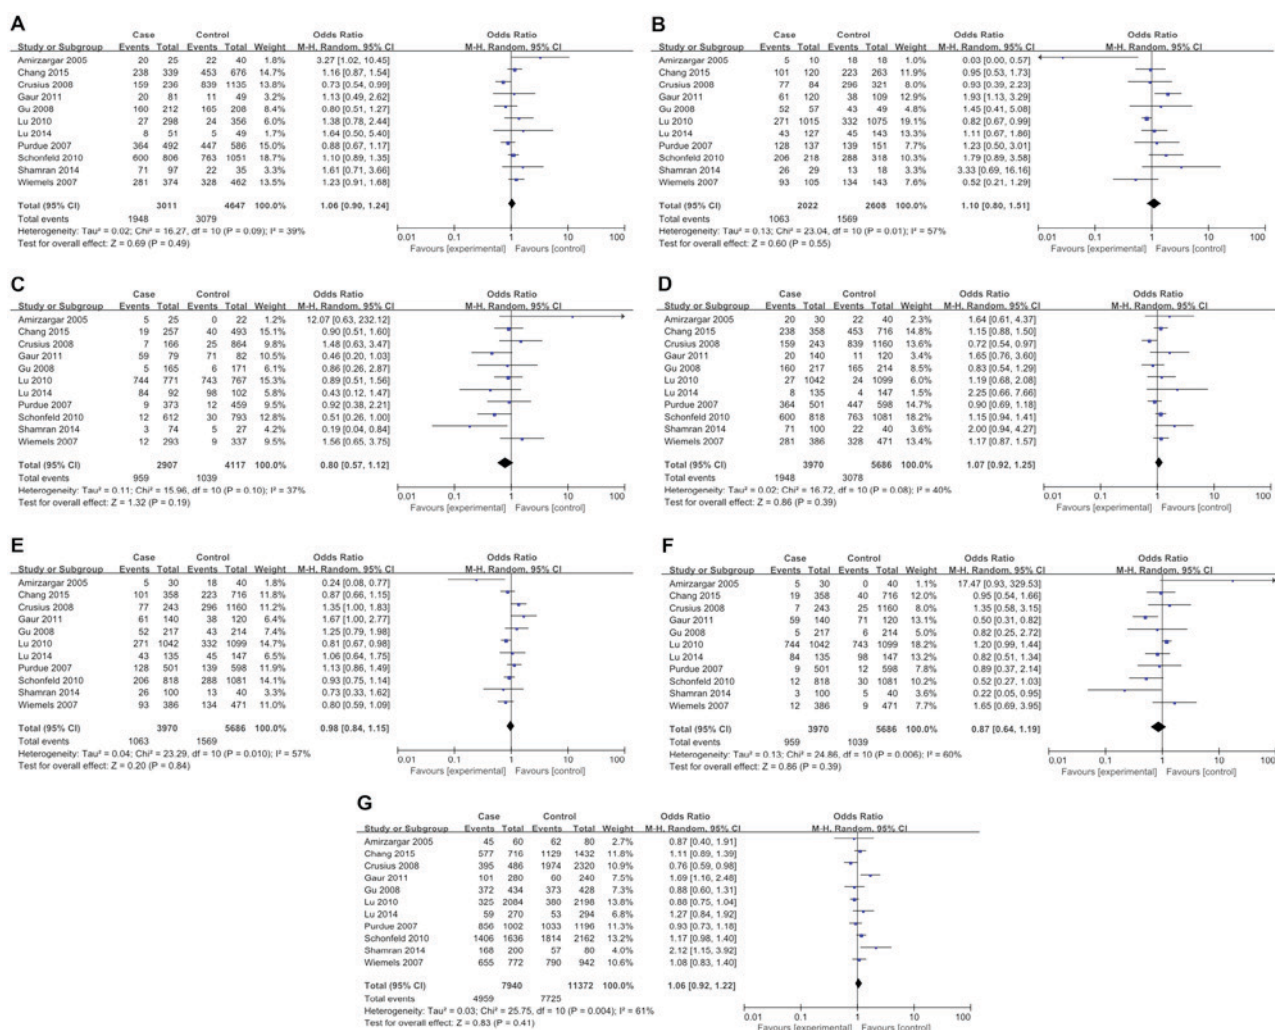 A
Case Control Odds Ratio Odds Ratio
Study or Subgroup Events Total Events Total Weight M-H. Random. 95% CI M-H. Random. 95% CI
Amirzargar 2005 20 25 22 40 1.8% 3.27 [1.02, 10.45]
Chang 2015 238 339 453 676 14.7% 1.16 [0.87, 1.54]
Crusius 2008 159 236 839 1135 13.8% 0.73 [0.54, 0.99]
Gaur 2011 20 81 11 49 3.2% 1.13 [0.49, 2.62]
Gu 2008 160 212 165 208 8.5% 0.80 [0.51, 1.27]
Lu 2010 27 298 24 356 6.1% 1.38 [0.78, 2.44]
Lu 2014 8 51 5 49 1.6% 1.64 [0.50, 5.40]
Purdue 2007 364 492 447 586 15.0% 0.88 [0.67, 1.17]
Schonfeld 2010 600 806 763 1051 18.7% 1.10 [0.89, 1.35]
Shamran 2014 71 97 22 35 3.3% 1.61 [0.71, 3.66]
Wiemels 2007 281 374 328 462 13.3% 1.23 [0.91, 1.68]
Total (95% CI) 3011 4647 100.0% 1.06 [0.90, 1.24]
Total events 1948 3079
Heterogeneity: Tau² = 0.02; Chi² = 16.27, df = 10 (P = 0.09); I² = 39%
Test for overall effect: Z = 0.69 (P = 0.49)
0.01 0.1 1 10 100
Favours [experimental] Favours [control]
B
Case Control Odds Ratio Odds Ratio
Study or Subgroup Events Total Events Total Weight M-H. Random. 95% CI M-H. Random. 95% CI
Amirzargar 2005 5 10 18 18 1.1% 0.03 [0.00, 0.57]
Chang 2015 101 120 223 263 12.8% 0.95 [0.53, 1.73]
Crusius 2008 77 84 296 321 8.5% 0.93 [0.39, 2.23]
Gaur 2011 61 120 38 109 13.8% 1.93 [1.13, 3.29]
Gu 2008 52 57 43 49 5.2% 1.45 [0.41, 5.08]
Lu 2010 271 1015 332 1075 19.1% 0.82 [0.67, 0.99]
Lu 2014 43 127 45 143 14.4% 1.11 [0.67, 1.86]
Purdue 2007 128 137 139 151 8.2% 1.23 [0.50, 3.01]
Schonfeld 2010 206 218 288 318 10.3% 1.79 [0.89, 3.58]
Shamran 2014 26 29 13 18 3.6% 3.33 [0.69, 16.16]
Wiemels 2007 93 105 134 143 7.6% 0.52 [0.21, 1.29]
Total (95% CI) 2022 2608 100.0% 1.10 [0.80, 1.51]
Total events 1063 1569
Heterogeneity: Tau² = 0.13; Chi² = 23.04, df = 10 (P = 0.01); I² = 57%
Test for overall effect: Z = 0.60 (P = 0.55)
0.01 0.1 1 10 100
Favours [experimental] Favours [control]
C
Case Control Odds Ratio Odds Ratio
Study or Subgroup Events Total Events Total Weight M-H. Random. 95% CI M-H. Random. 95% CI
Amirzargar 2005 5 25 0 22 1.2% 12.07 [0.63, 232.12]
Chang 2015 19 257 40 493 15.1% 0.90 [0.51, 1.60]
Crusius 2008 7 166 25 864 9.8% 1.48 [0.63, 3.47]
Gaur 2011 59 79 71 82 10.3% 0.46 [0.20, 1.03]
Gu 2008 5 165 6 171 6.1% 0.86 [0.26, 2.87]
Lu 2010 744 771 743 767 15.4% 0.89 [0.51, 1.56]
Lu 2014 84 92 98 102 5.8% 0.43 [0.12, 1.47]
Purdue 2007 9 373 12 459 9.5% 0.92 [0.38, 2.21]
Schonfeld 2010 12 612 30 793 12.8% 0.51 [0.26, 1.00]
Shamran 2014 3 74 5 27 4.1% 0.19 [0.04, 0.84]
Wiemels 2007 12 293 9 337 9.5% 1.56 [0.65, 3.75]
Total (95% CI) 2907 4117 100.0% 0.80 [0.57, 1.12]
Total events 959 1039
Heterogeneity: Tau² = 0.11; Chi² = 15.96, df = 10 (P = 0.10); I² = 37%
Test for overall effect: Z = 1.32 (P = 0.19)
0.01 0.1 1 10 100
Favours [experimental] Favours [control]
D
Case Control Odds Ratio Odds Ratio
Study or Subgroup Events Total Events Total Weight M-H. Random. 95% CI M-H. Random. 95% CI
Amirzargar 2005 20 30 22 40 2.3% 1.64 [0.61, 4.37]
Chang 2015 238 358 453 716 14.8% 1.15 [0.88, 1.50]
Crusius 2008 159 243 839 1160 13.6% 0.72 [0.54, 0.97]
Gaur 2011 20 140 11 120 3.6% 1.65 [0.76, 3.60]
Gu 2008 160 217 165 214 8.9% 0.83 [0.54, 1.29]
Lu 2010 27 1042 24 1099 6.1% 1.19 [0.68, 2.08]
Lu 2014 8 135 4 147 1.5% 2.25 [0.66, 7.66]
Purdue 2007 364 501 447 598 14.4% 0.90 [0.69, 1.18]
Schonfeld 2010 600 818 763 1081 18.2% 1.15 [0.94, 1.41]
Shamran 2014 71 100 22 40 3.8% 2.00 [0.94, 4.27]
Wiemels 2007 281 386 328 471 13.4% 1.17 [0.87, 1.57]
Total (95% CI) 3970 5686 100.0% 1.07 [0.92, 1.25]
Total events 1948 3078
Heterogeneity: Tau² = 0.02; Chi² = 16.72, df = 10 (P = 0.08); I² = 40%
Test for overall effect: Z = 0.86 (P = 0.39)
0.01 0.1 1 10 100
Favours [experimental] Favours [control]
E
Case Control Odds Ratio Odds Ratio
Study or Subgroup Events Total Events Total Weight M-H. Random. 95% CI M-H. Random. 95% CI
Amirzargar 2005 5 30 18 40 1.8% 0.24 [0.08, 0.77]
Chang 2015 101 358 223 716 12.4% 0.87 [0.66, 1.15]
Crusius 2008 77 243 296 1160 11.2% 1.35 [1.00, 1.83]
Gaur 2011 61 140 38 120 5.7% 1.67 [1.00, 2.77]
Gu 2008 52 217 43 214 6.9% 1.25 [0.79, 1.98]
Lu 2010 271 1042 332 1099 17.7% 0.81 [0.67, 0.98]
Lu 2014 43 135 45 147 5.6% 1.06 [0.64, 1.75]
Purdue 2007 128 501 139 598 11.9% 1.13 [0.86, 1.49]
Schonfeld 2010 206 818 288 1081 14.1% 0.93 [0.75, 1.14]
Shamran 2014 26 100 13 40 2.6% 0.73 [0.33, 1.62]
Wiemels 2007 93 386 134 471 11.0% 0.80 [0.59, 1.09]
Total (95% CI) 3970 5686 100.0% 0.98 [0.84, 1.15]
Total events 1063 1569
Heterogeneity: Tau² = 0.04; Chi² = 23.29, df = 10 (P = 0.010); I² = 57%
Test for overall effect: Z = 0.20 (P = 0.84)
0.01 0.1 1 10 100
Favours [experimental] Favours [control]
F
Case Control Odds Ratio Odds Ratio
Study or Subgroup Events Total Events Total Weight M-H. Random. 95% CI M-H. Random. 95% CI
Amirzargar 2005 5 30 0 40 1.1% 17.47 [0.93, 329.53]
Chang 2015 19 358 40 716 12.4% 0.95 [0.54, 1.66]
Crusius 2008 7 243 25 1160 8.0% 1.35 [0.58, 3.15]
Gaur 2011 59 140 71 120 13.7% 0.50 [0.31, 0.82]
Gu 2008 5 217 6 214 5.1% 0.82 [0.25, 2.72]
Lu 2010 744 1042 743 1099 18.2% 1.20 [0.99, 1.44]
Lu 2014 84 135 98 147 13.9% 0.82 [0.51, 1.34]
Purdue 2007 9 501 12 598 7.8% 0.89 [0.37, 2.14]
Schonfeld 2010 12 818 30 1081 10.5% 0.52 [0.27, 1.03]
Shamran 2014 3 100 5 40 3.6% 0.22 [0.05, 0.95]
Wiemels 2007 12 386 9 471 7.7% 1.65 [0.69, 3.95]
Total (95% CI) 3970 5686 100.0% 0.87 [0.64, 1.19]
Total events 959 1039
Heterogeneity: Tau² = 0.13; Chi² = 24.86, df = 10 (P = 0.006); I² = 60%
Test for overall effect: Z = 0.86 (P = 0.39)
0.01 0.1 1 10 100
Favours [experimental] Favours [control]
G
Case Control Odds Ratio Odds Ratio
Study or Subgroup Events Total Events Total Weight M-H. Random. 95% CI M-H. Random. 95% CI
Amirzargar 2005 45 60 62 80 2.7% 0.87 [0.40, 1.91]
Chang 2015 577 716 1129 1432 11.8% 1.11 [0.89, 1.39]
Crusius 2008 395 486 1974 2320 10.9% 0.76 [0.59, 0.98]
Gaur 2011 101 280 60 240 7.5% 1.69 [1.16, 2.48]
Gu 2008 372 434 373 428 7.3% 0.88 [0.60, 1.31]
Lu 2010 325 2084 380 2198 13.8% 0.88 [0.75, 1.04]
Lu 2014 59 270 53 294 6.8% 1.27 [0.84, 1.92]
Purdue 2007 856 1002 1033 1196 11.3% 0.93 [0.73, 1.18]
Schonfeld 2010 1406 1636 1814 2162 13.2% 1.17 [0.98, 1.40]
Shamran 2014 168 200 57 80 4.0% 2.12 [1.15, 3.92]
Wiemels 2007 655 772 790 942 10.6% 1.08 [0.83, 1.40]
Total (95% CI) 7940 11372 100.0% 1.06 [0.92, 1.22]
Total events 4959 7725
Heterogeneity: Tau² = 0.03; Chi² = 25.75, df = 10 (P = 0.004); I² = 61%
Test for overall effect: Z = 0.83 (P = 0.41)
0.01 0.1 1 10 100
Favours [experimental] Favours [control]